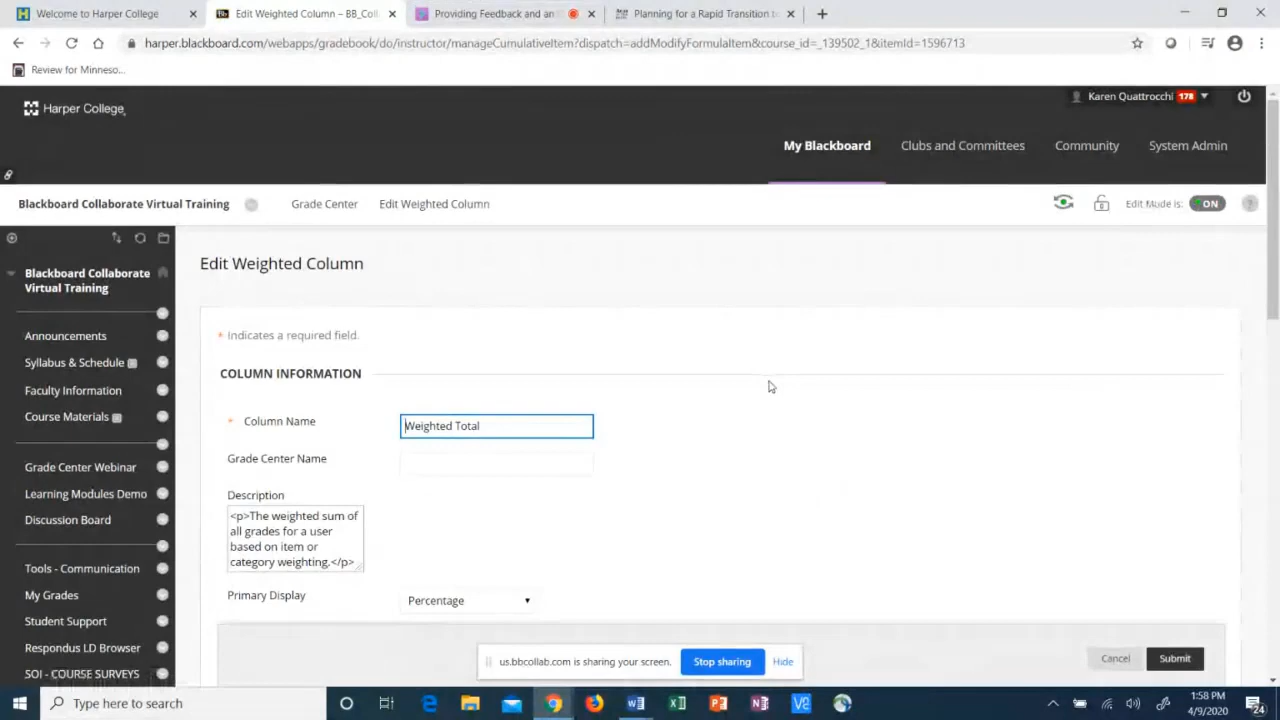 Welcome to Harper College
Edit Weighted Column – BB_Coll
Providing Feedback and an
Planning for a Rapid Transition to
harper.blackboard.com/webapps/gradebook/do/instructor/manageCumulativeItem?dispatch=addModifyFormulaItem&course_id=_139502_1&itemId=1596713
Review for Minneso...
Harper College
Karen Quattrocchi 178
My Blackboard
Clubs and Committees
Community
System Admin
Blackboard Collaborate Virtual Training
Grade Center
Edit Weighted Column
Edit Mode is: ON ?
Blackboard Collaborate
Virtual Training
Announcements
Syllabus & Schedule
Faculty Information
Course Materials
Grade Center Webinar
Learning Modules Demo
Discussion Board
Tools - Communication
My Grades
Student Support
Respondus LD Browser
SOI - COURSE SURVEYS
Edit Weighted Column
* Indicates a required field.
COLUMN INFORMATION
* Column Name
Weighted Total
Grade Center Name
Description
<p>The weighted sum of
all grades for a user
based on item or
category weighting.</p>
Primary Display
Percentage
us.bbcollab.com is sharing your screen.
Stop sharing
Hide
Cancel
Submit
Type here to search
1:58 PM
4/9/2020
24